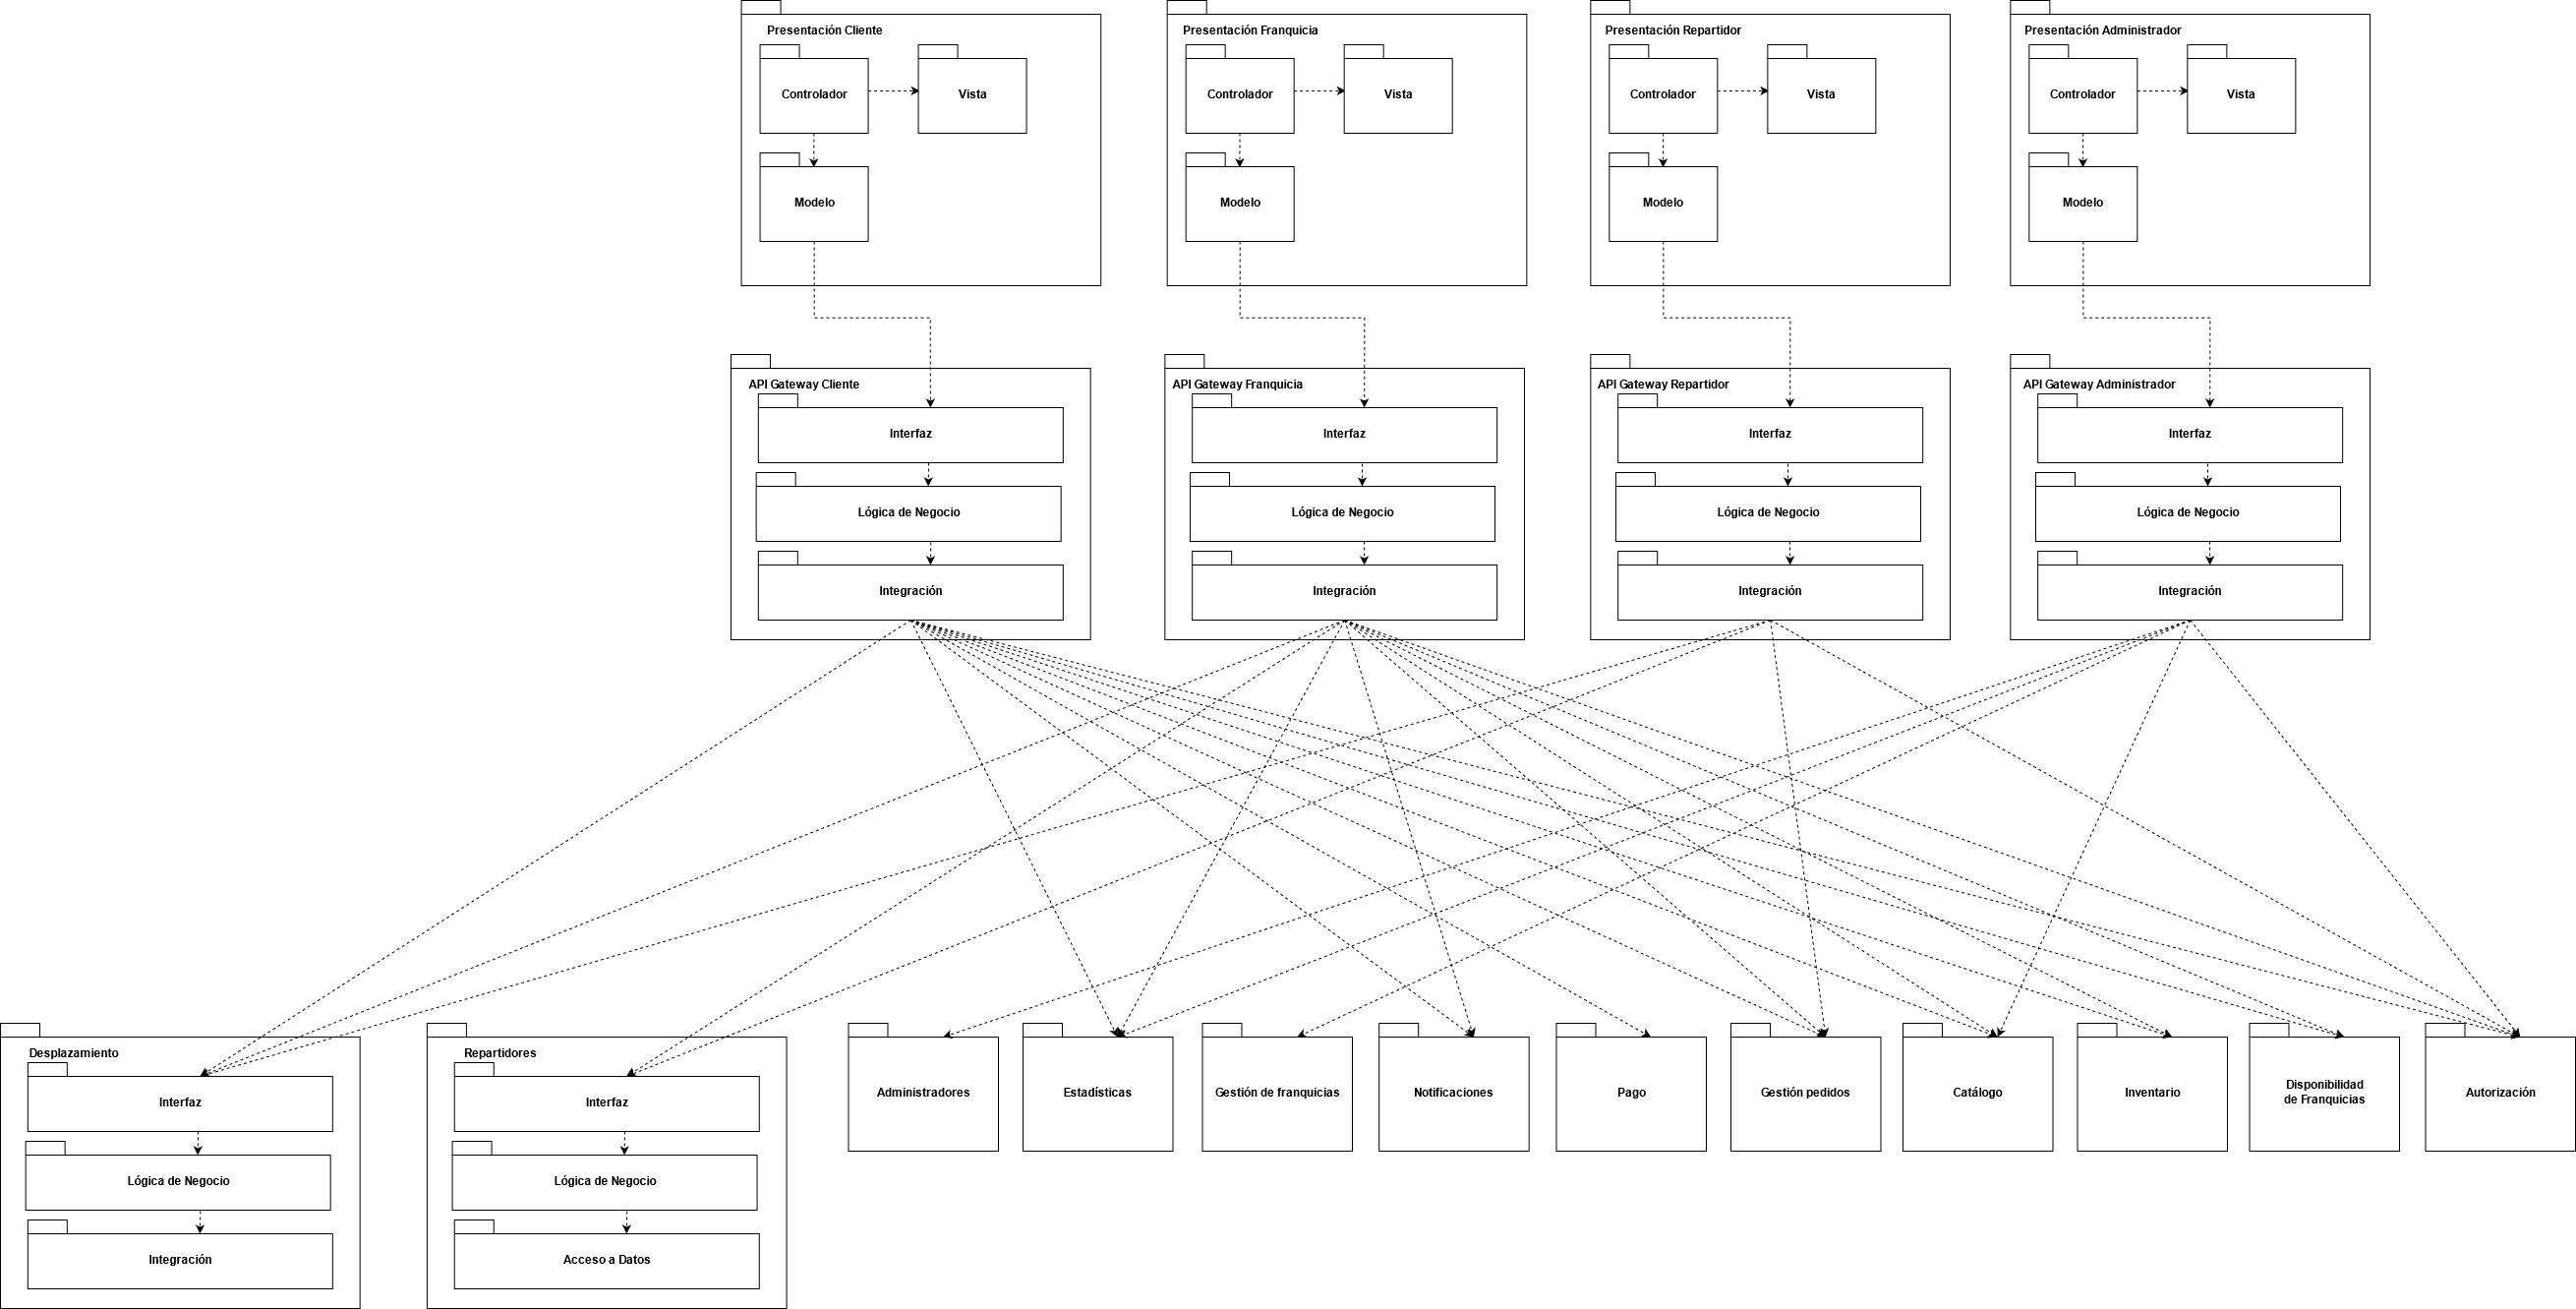 Presentación Cliente
Controlador
Vista
Modelo
Presentación Franquicia
Controlador
Vista
Modelo
Presentación Repartidor
Controlador
Vista
Modelo
Presentación Administrador
Controlador
Vista
Modelo
API Gateway Cliente
Interfaz
Lógica de Negocio
Integración
API Gateway Franquicia
Interfaz
Lógica de Negocio
Integración
API Gateway Repartidor
Interfaz
Lógica de Negocio
Integración
API Gateway Administrador
Interfaz
Lógica de Negocio
Integración
Desplazamiento
Interfaz
Lógica de Negocio
Integración
Repartidores
Interfaz
Lógica de Negocio
Acceso a Datos
Administradores
Estadísticas
Gestión de franquicias
Notificaciones
Pago
Gestión pedidos
Catálogo
Inventario
Disponibilidad
de Franquicias
Autorización